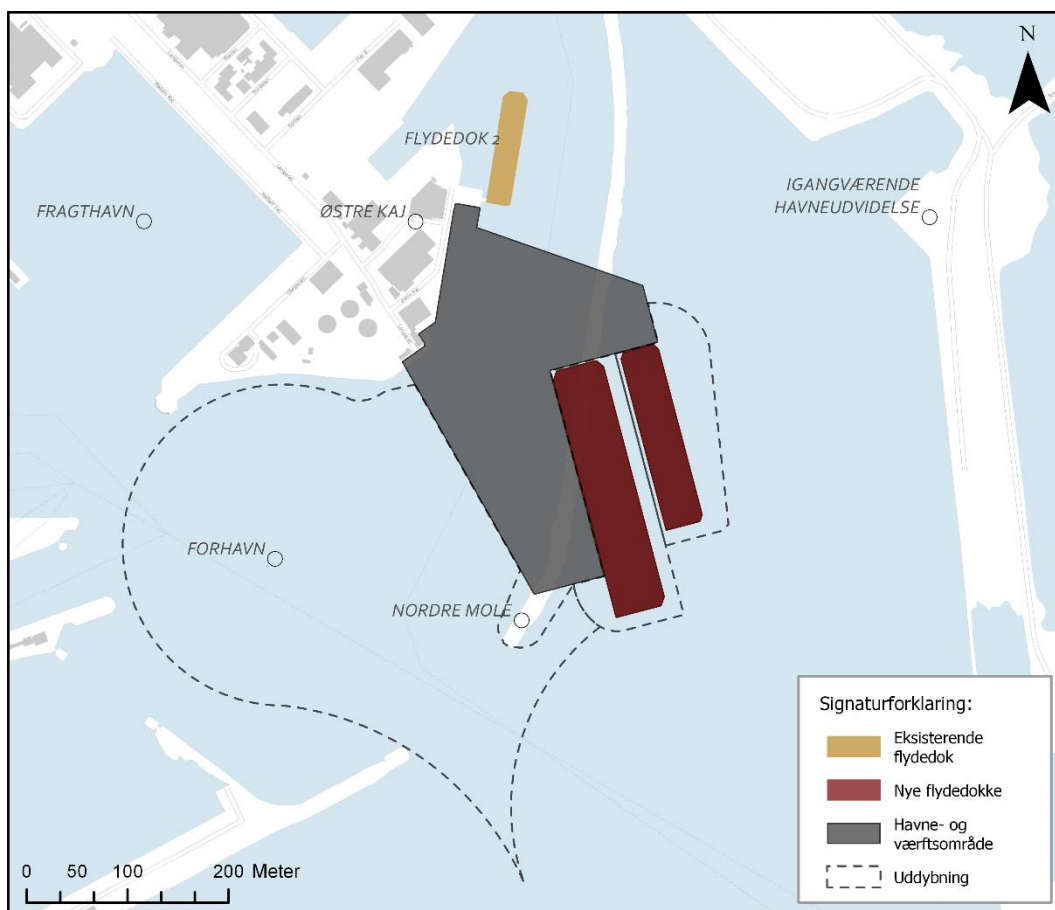 N
FLYDEDOK 2
IGANGVÆRENDE
HAVNEUDVIDELSE
FRAGTHAVN
ØSTRE KAJ
FORHAVN
NORDRE MOLE
Signaturforklaring:
Eksisterende
flydedok
Nye flydedokke
Havne- og
værftsområde
Uddybning
0 50 100 200 Meter